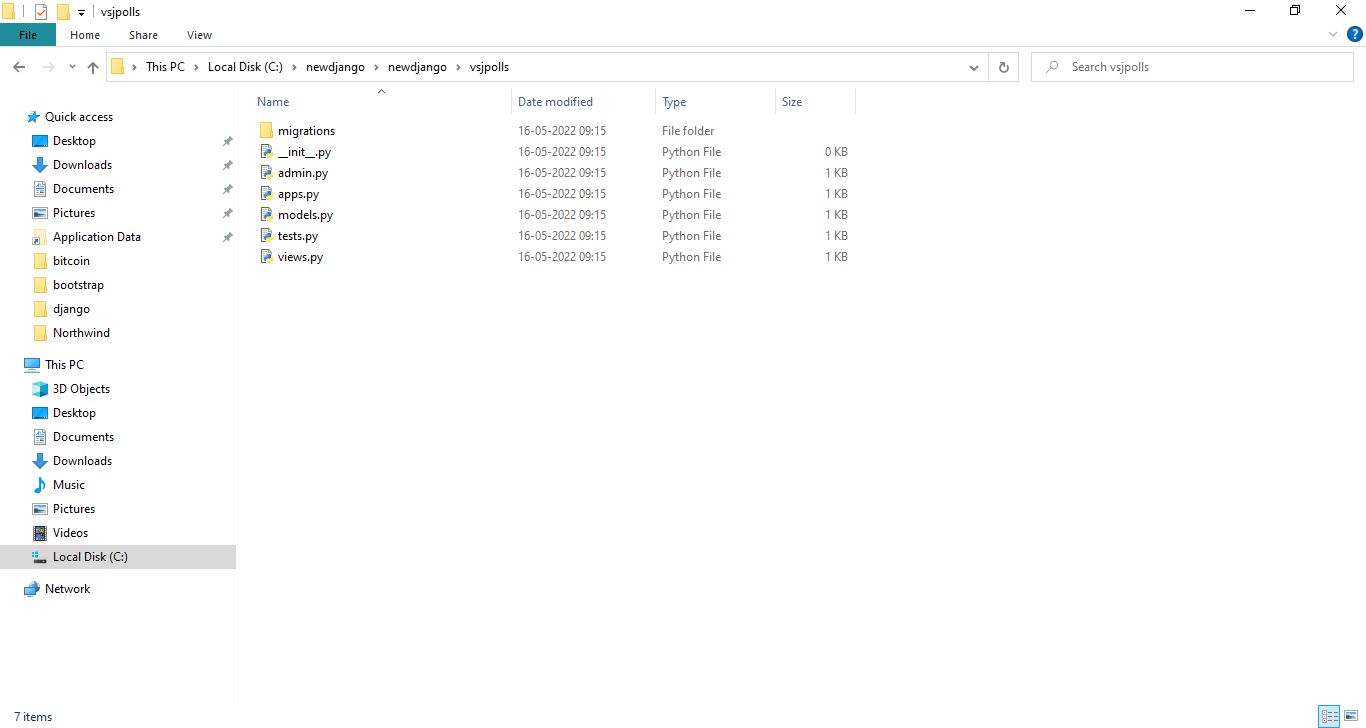 vsjpolls
File Home Share View
This PC Local Disk (C:) newdjango newdjango vsjpolls
Search vsjpolls
Name Date modified Type Size
Quick access
Desktop
Downloads
Documents
Pictures
Application Data
bitcoin
bootstrap
django
Northwind
This PC
3D Objects
Desktop
Documents
Downloads
Music
Pictures
Videos
Local Disk (C:)
Network
migrations 16-05-2022 09:15 File folder
__init__.py 16-05-2022 09:15 Python File 0 KB
admin.py 16-05-2022 09:15 Python File 1 KB
apps.py 16-05-2022 09:15 Python File 1 KB
models.py 16-05-2022 09:15 Python File 1 KB
tests.py 16-05-2022 09:15 Python File 1 KB
views.py 16-05-2022 09:15 Python File 1 KB
7 items